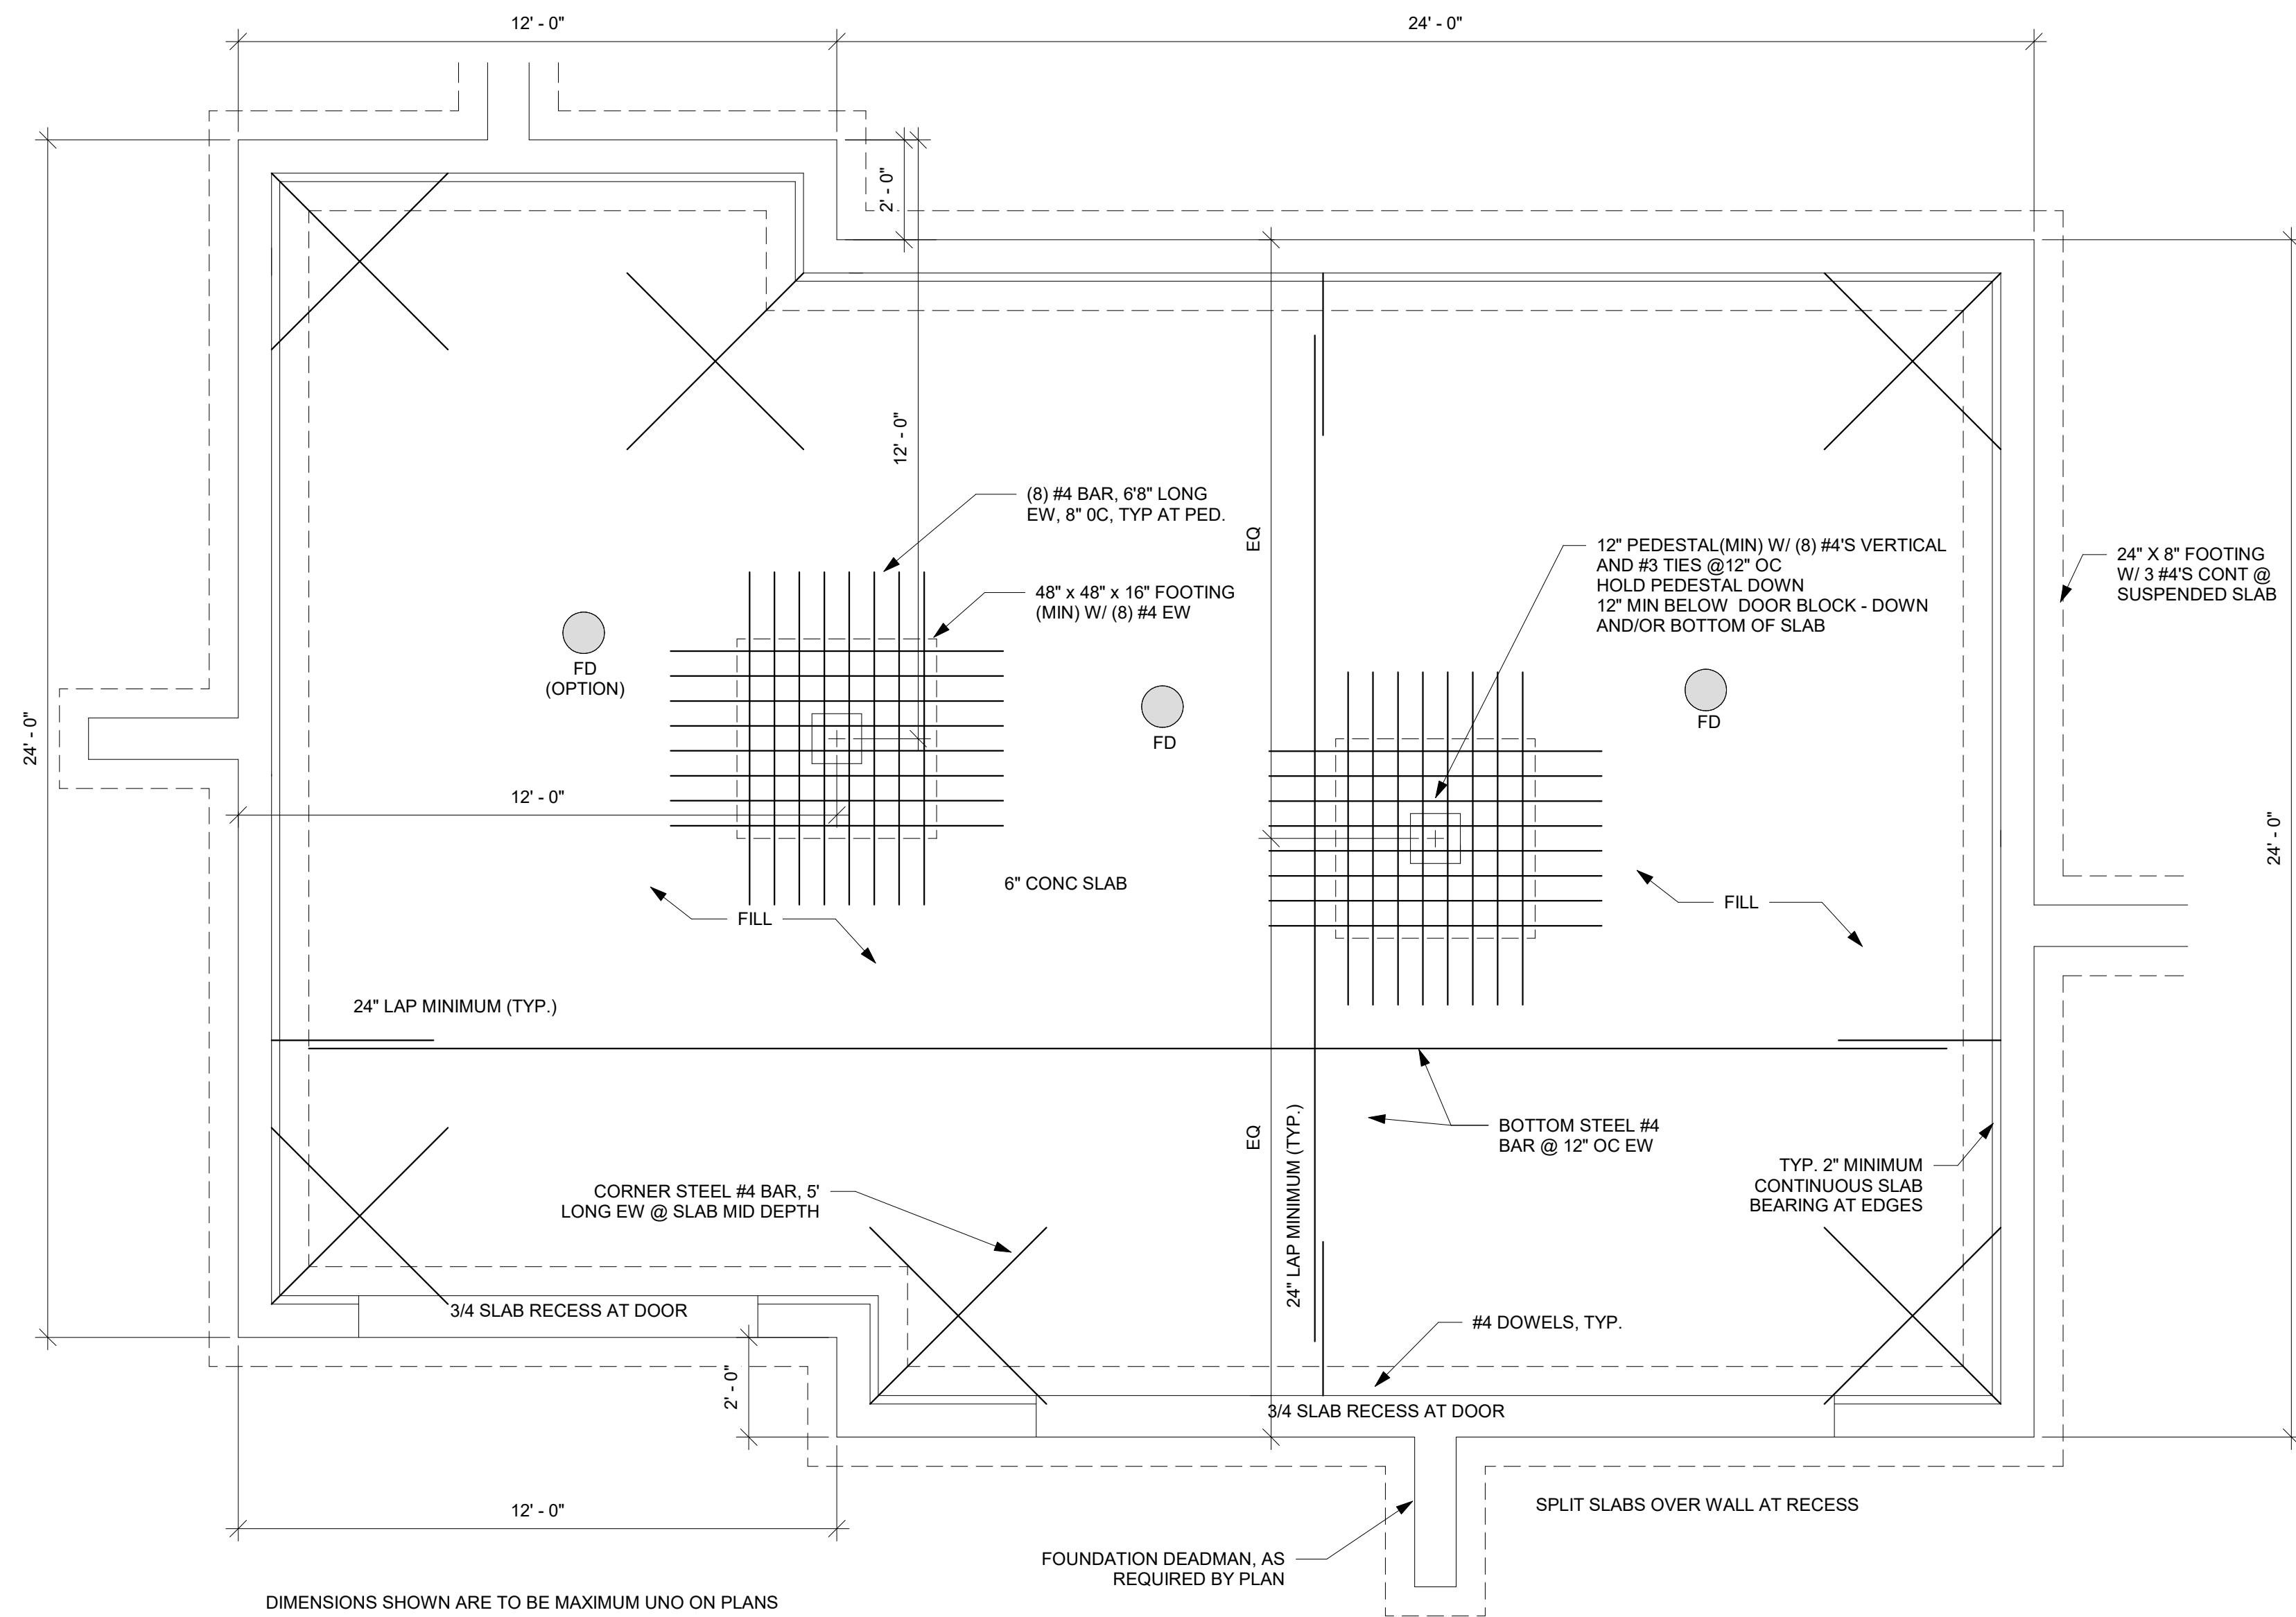 12' - 0"
24' - 0"
2' - 0"
12' - 0"
(8) #4 BAR, 6'8" LONG
EW, 8" 0C, TYP AT PED.
EQ
12" PEDESTAL(MIN) W/ (8) #4'S VERTICAL
AND #3 TIES @12" OC
HOLD PEDESTAL DOWN
12" MIN BELOW DOOR BLOCK - DOWN
AND/OR BOTTOM OF SLAB
24" X 8" FOOTING
W/ 3 #4'S CONT @
SUSPENDED SLAB
48" x 48" x 16" FOOTING
(MIN) W/ (8) #4 EW
FD
(OPTION)
FD
FD
24' - 0"
12' - 0"
24' - 0"
6" CONC SLAB
FILL
FILL
24" LAP MINIMUM (TYP.)
BOTTOM STEEL #4
BAR @ 12" OC EW
EQ
24" LAP MINIMUM (TYP.)
TYP. 2" MINIMUM
CONTINUOUS SLAB
BEARING AT EDGES
CORNER STEEL #4 BAR, 5'
LONG EW @ SLAB MID DEPTH
3/4 SLAB RECESS AT DOOR
#4 DOWELS, TYP.
2' - 0"
3/4 SLAB RECESS AT DOOR
12' - 0"
SPLIT SLABS OVER WALL AT RECESS
FOUNDATION DEADMAN, AS
REQUIRED BY PLAN
DIMENSIONS SHOWN ARE TO BE MAXIMUM UNO ON PLANS